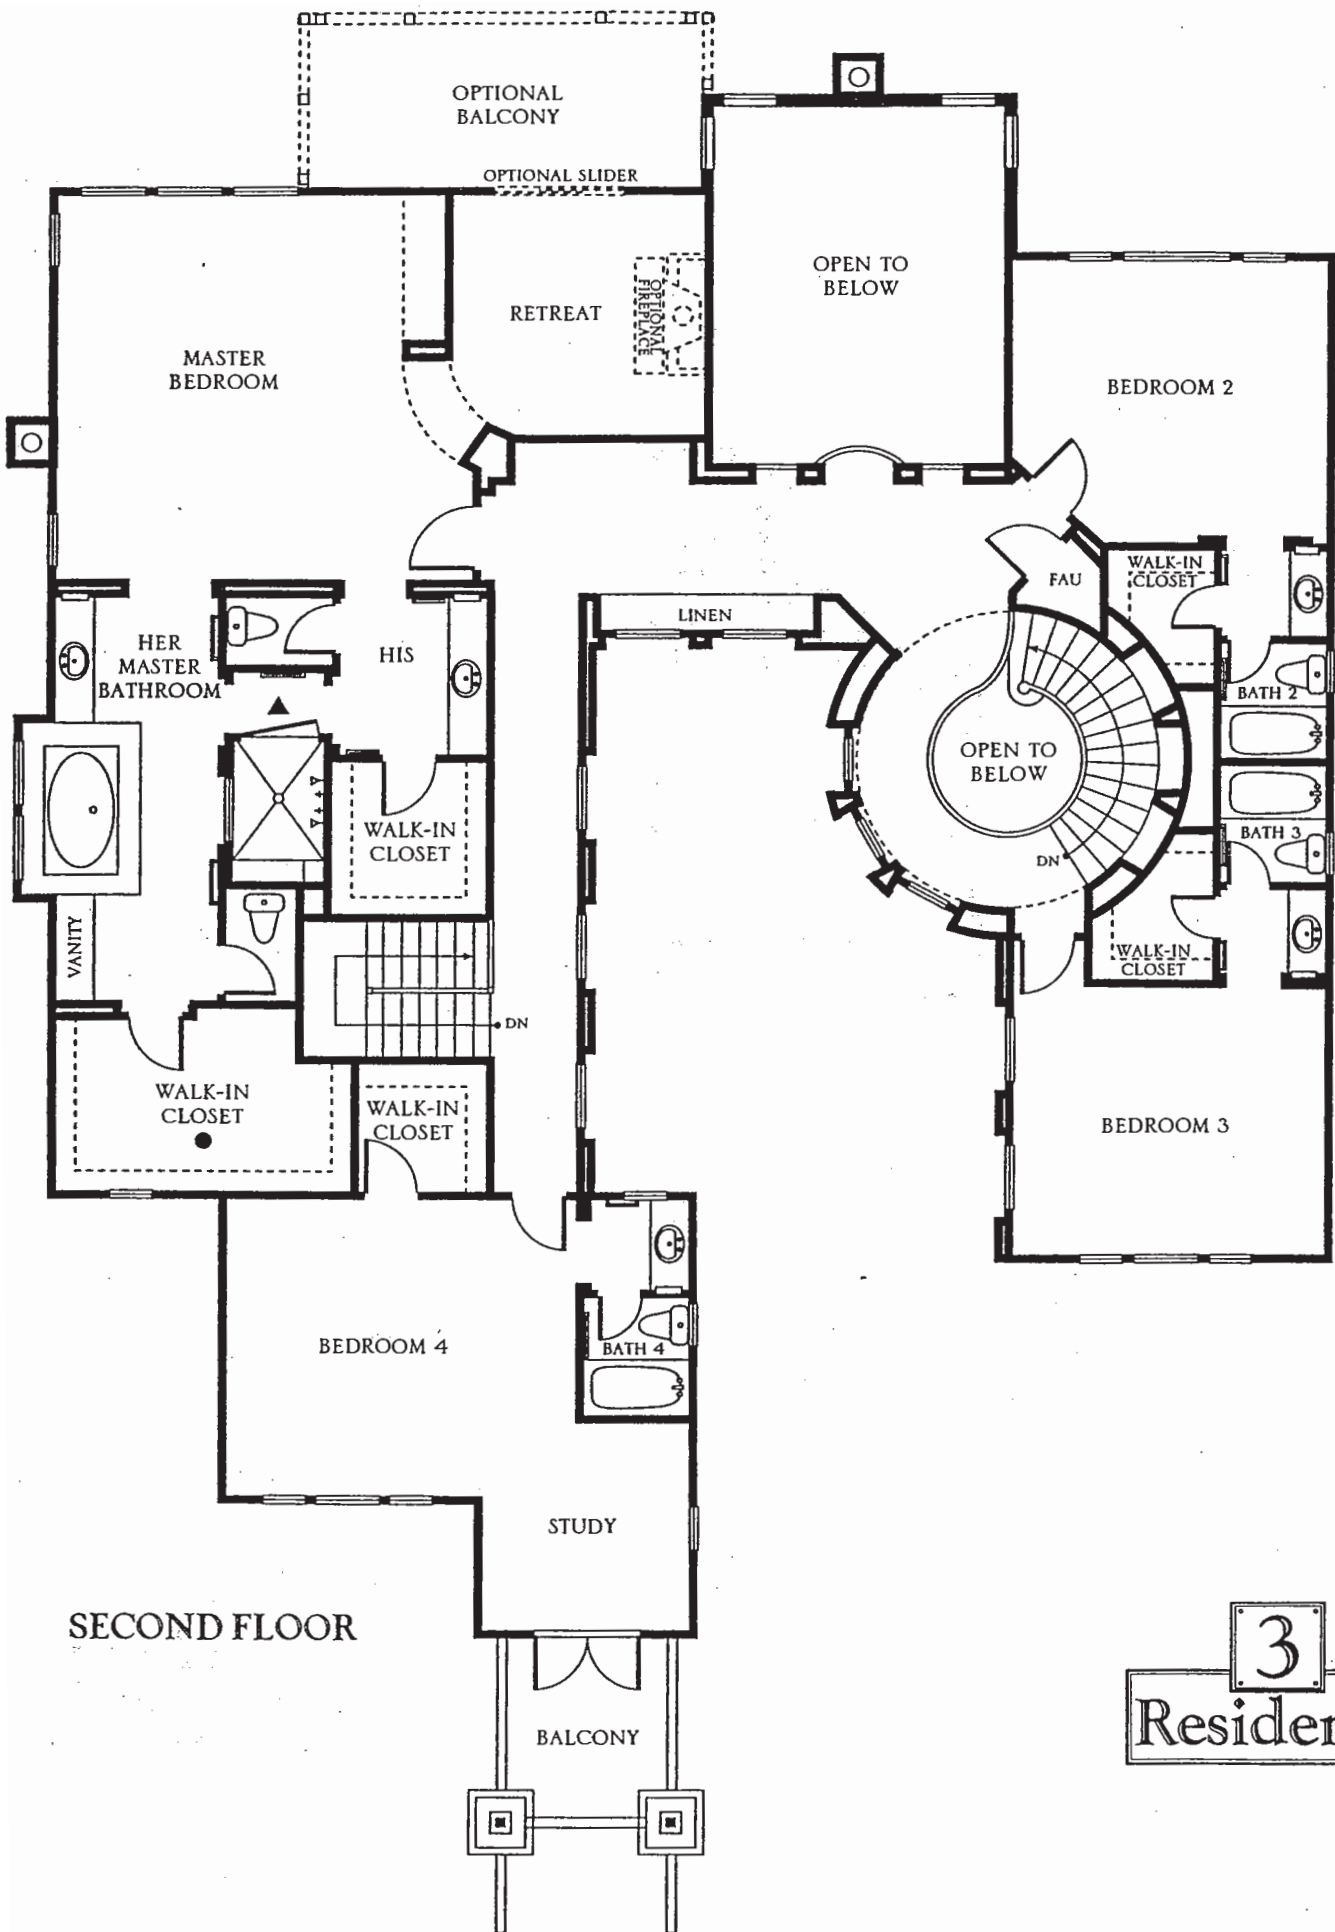 OPTIONAL
BALCONY
OPTIONAL SLIDER
OPEN TO
BELOW
RETREAT
OPTIONAL
FIREPLACE
MASTER
BEDROOM
BEDROOM 2
WALK-IN
CLOSET
FAU
LINEN
HER
MASTER
BATHROOM
HIS
BATH 2
OPEN TO
BELOW
WALK-IN
CLOSET
BATH 3
DN
VANITY
WALK-IN
CLOSET
DN
WALK-IN
CLOSET
WALK-IN
CLOSET
BEDROOM 3
BEDROOM 4
BATH 4
STUDY
SECOND FLOOR
3
Residen
BALCONY